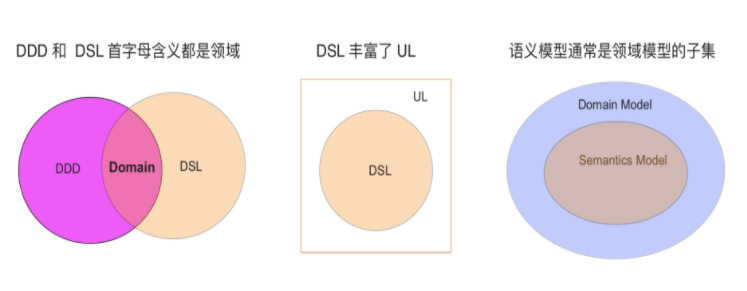 DDD 和 DSL 首字母含义都是领域
DSL 丰富了 UL
语义模型通常是领域模型的子集
DDD
Domain
DSL
UL
DSL
Domain Model
Semantics Model